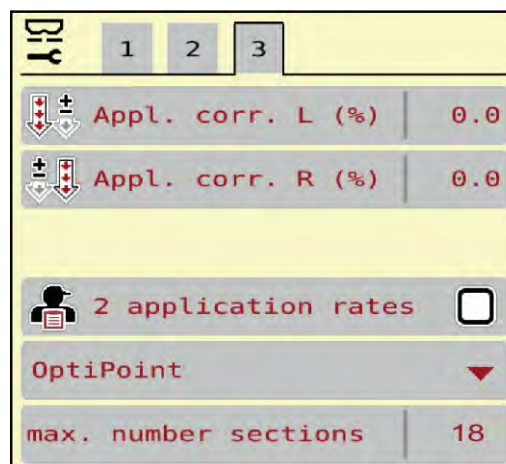 1 2 3
Appl. corr. L (%) 0.0
Appl. corr. R (%) 0.0
2 application rates
OptiPoint
max. number sections 18